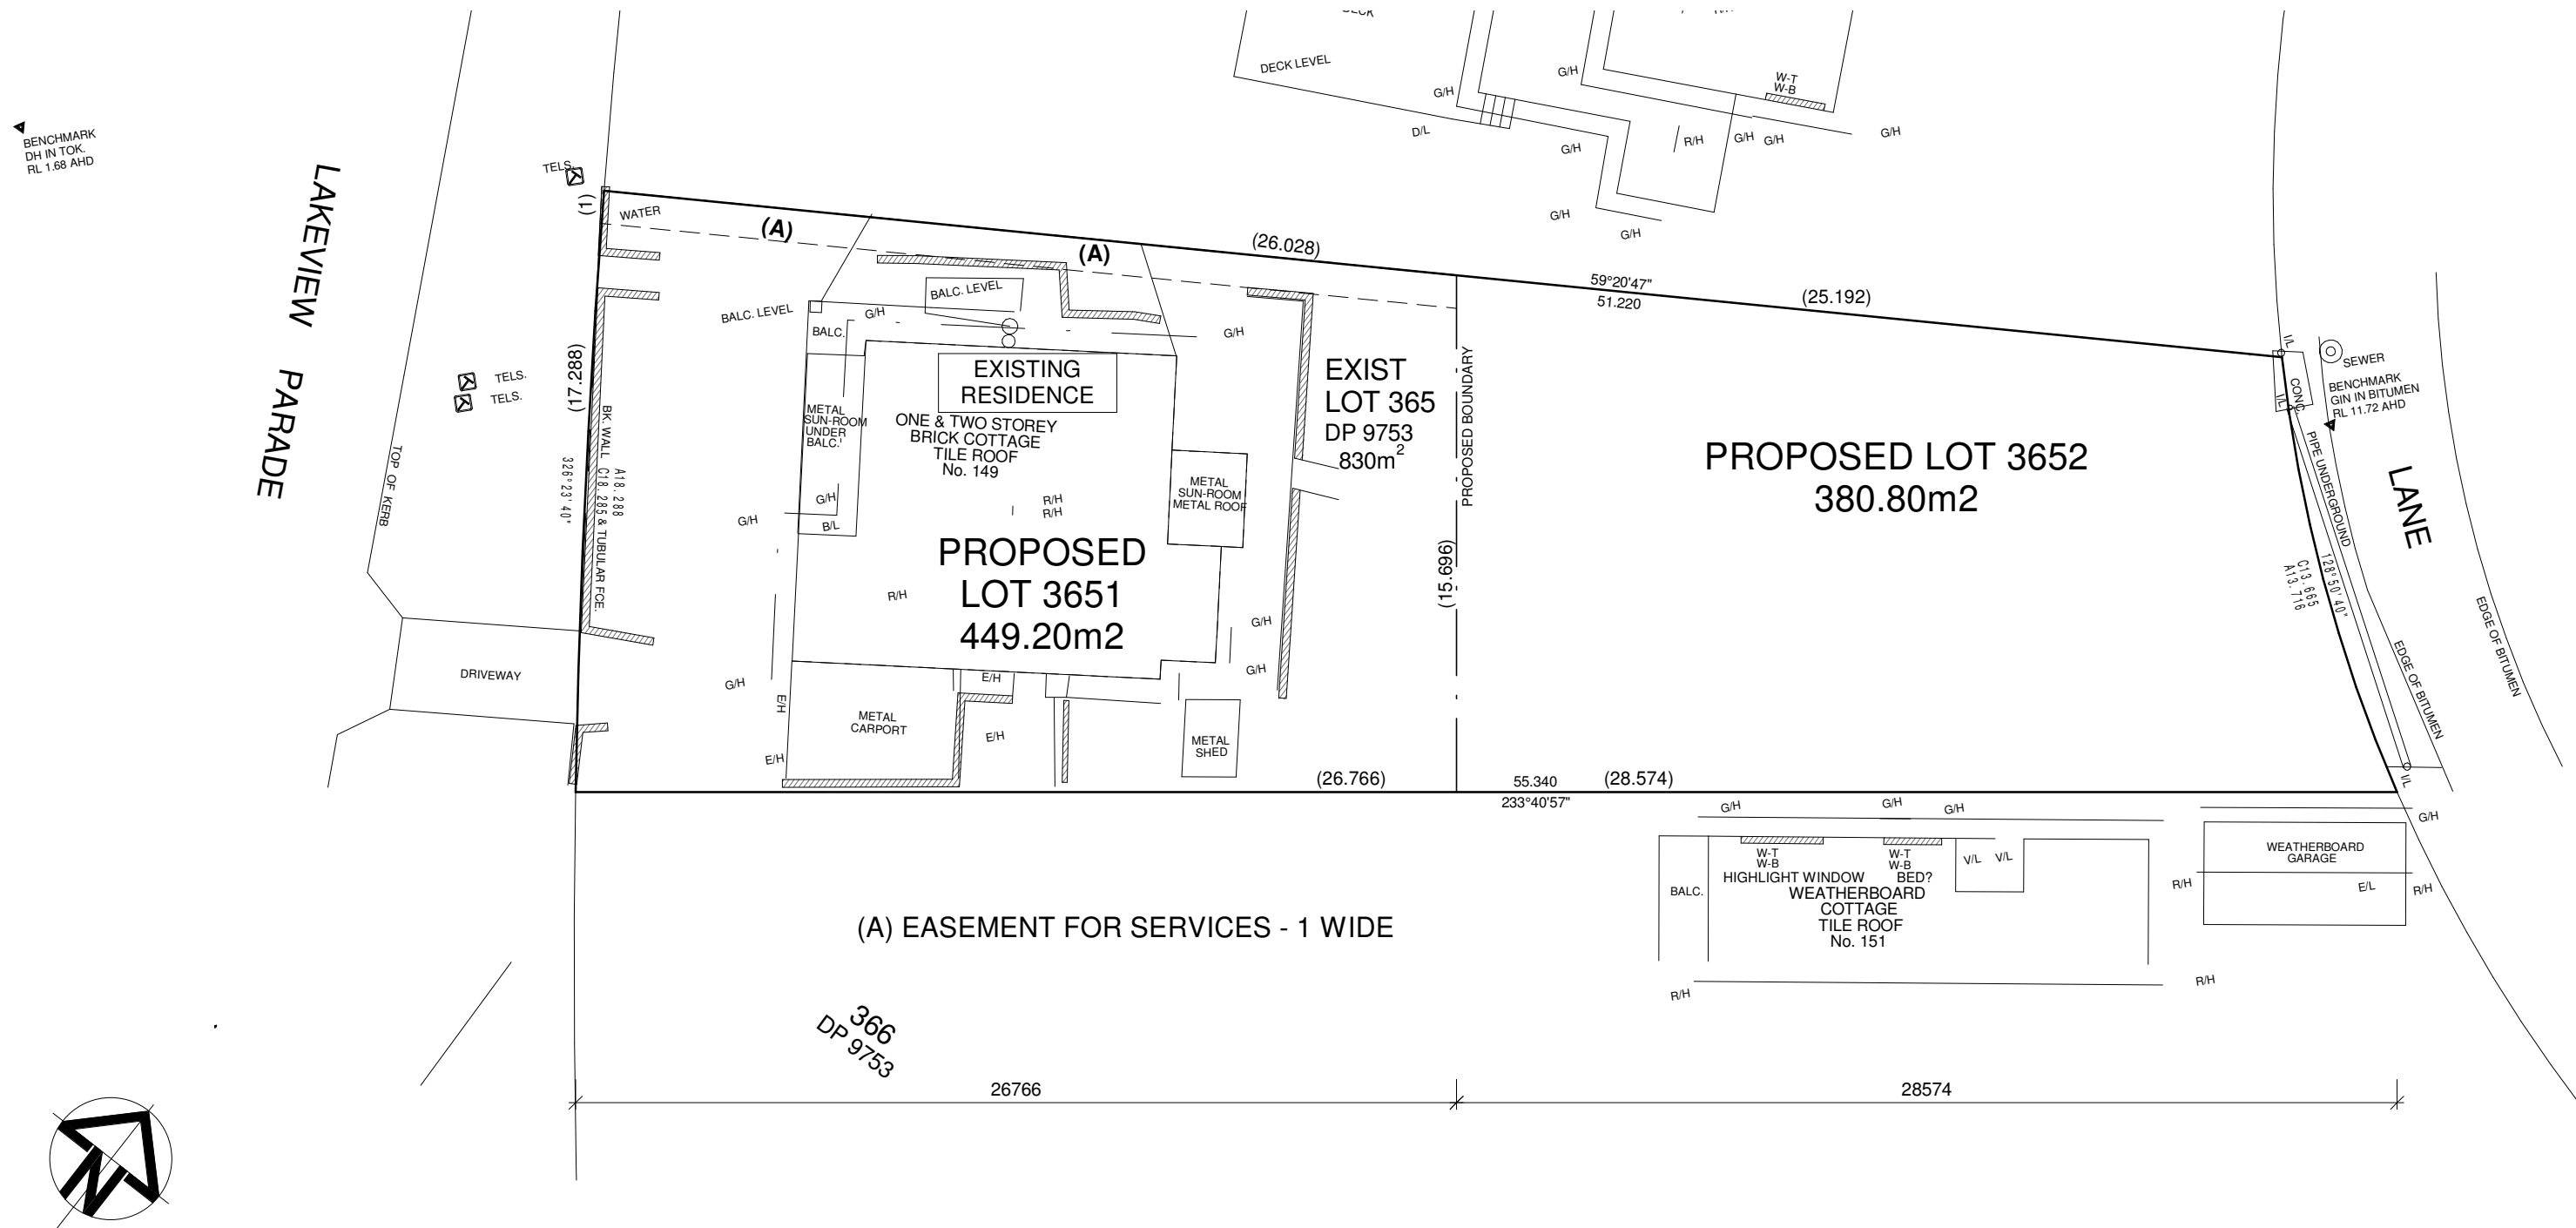 DECK LEVEL
G/H
G/H
W-T
W-B
D/L
G/H
R/H
G/H
G/H
G/H
G/H
G/H
BENCHMARK
DH IN TOK.
RL 1.68 AHD
LAKEVIEW PARADE
TELS.
(1)
WATER
(A)
(A)
(26.028)
59°20'47"
51.220
(25.192)
BALC. LEVEL
BALC. LEVEL
G/H
BALC.
G/H
(17.288)
TELS.
TELS.
EXISTING
RESIDENCE
METAL
SUN-ROOM
UNDER
BALC.
ONE & TWO STOREY
BRICK COTTAGE
TILE ROOF
No. 149
EXIST
LOT 365
DP 9753
830m2
PROPOSED BOUNDARY
PROPOSED LOT 3652
380.80m2
I/L
CONC.
I/L
SEWER
BENCHMARK
GIN IN BITUMEN
RL 11.72 AHD
PIPE UNDERGROUND
LANE
TOP OF KERB
326°23'40"
BK. WALL C18.285 & TUBULAR FCE.
A18.288
METAL
SUN-ROOM
METAL ROOF
G/H
G/H
B/L
R/H
R/H
PROPOSED
LOT 3651
449.20m2
R/H
(15.696)
128°50'40"
C13.665
A13.716
EDGE OF BITUMEN
EDGE OF BITUMEN
G/H
G/H
DRIVEWAY
G/H
E/H
E/H
METAL
CARPORT
E/H
E/H
METAL
SHED
(26.766)
55.340
(28.574)
233°40'57"
I/L
G/H
G/H
G/H
G/H
W-T
W-B
HIGHLIGHT WINDOW
W-T
W-B
BED?
V/L
V/L
BALC.
WEATHERBOARD
COTTAGE
TILE ROOF
No. 151
WEATHERBOARD
GARAGE
R/H
E/L
R/H
(A) EASEMENT FOR SERVICES - 1 WIDE
R/H
R/H
366
DP 9753
26766
28574
N